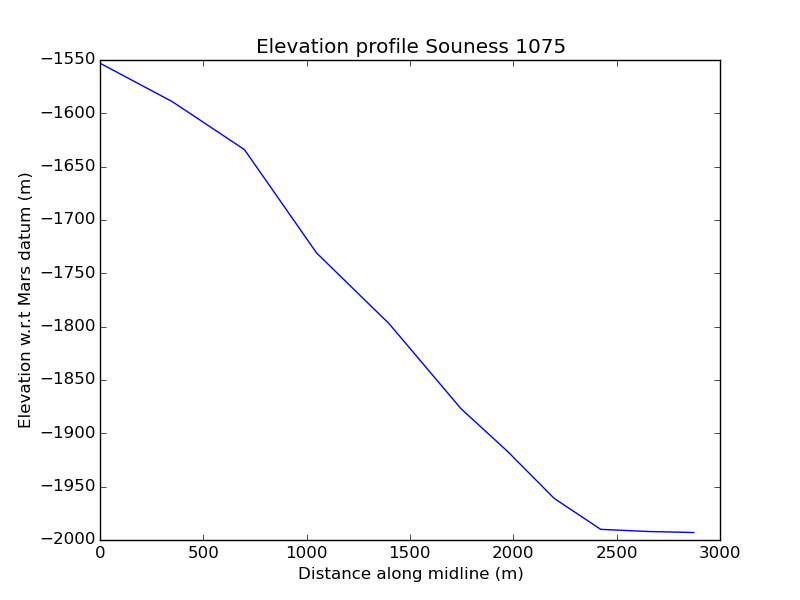 Elevation profile Souness 1075
Elevation w.r.t Mars datum (m)
−1550
−1600
−1650
−1700
−1750
−1800
−1850
−1900
−1950
−2000
0 500 1000 1500 2000 2500 3000
Distance along midline (m)